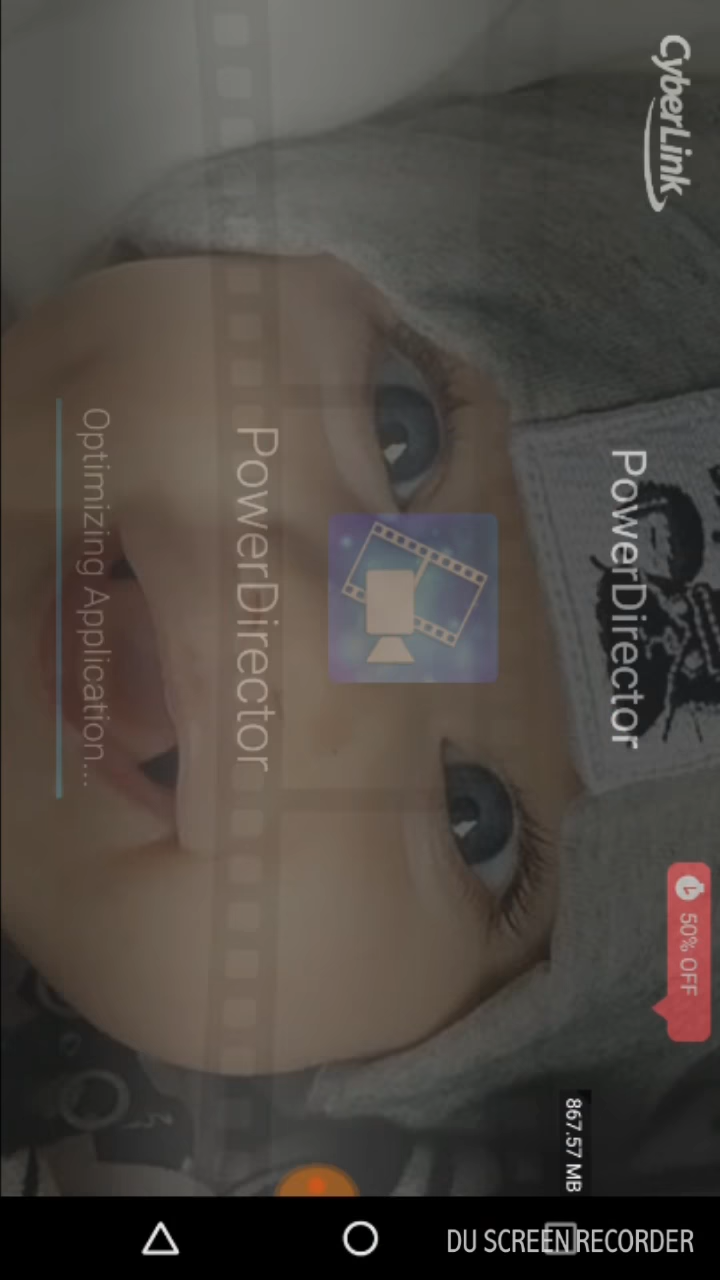 CyberLink
PowerDirector
50% OFF
867.57 MB
PowerDirector
Optimizing Application...
DU SCREEN RECORDER